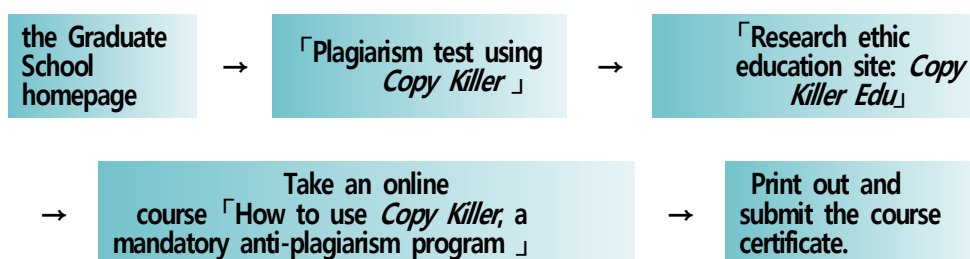 the Graduate
School
homepage
→
「Plagiarism test using
Copy Killer 」
→
「Research ethic
education site: Copy
Killer Edu」
→
Take an online
course 「How to use Copy Killer, a
mandatory anti-plagiarism program 」
→
Print out and
submit the course
certificate.